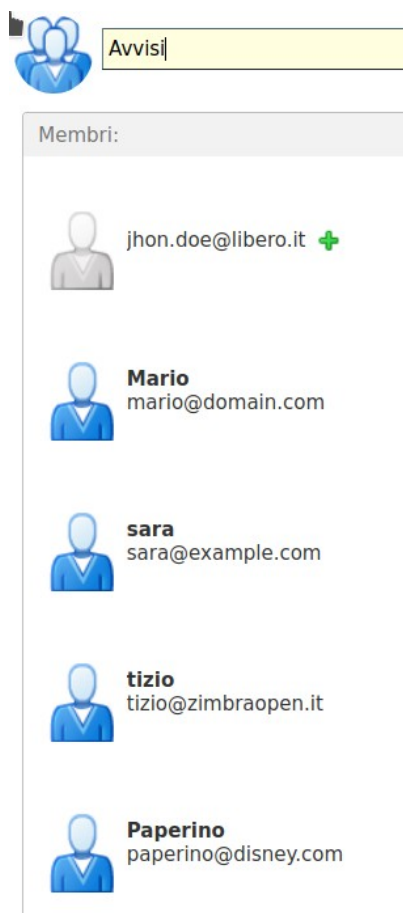 Avvisi
Membri:
jhon.doe@libero.it
Mario
mario@domain.com
sara
sara@example.com
tizio
tizio@zimbraopen.it
Paperino
paperino@disney.com